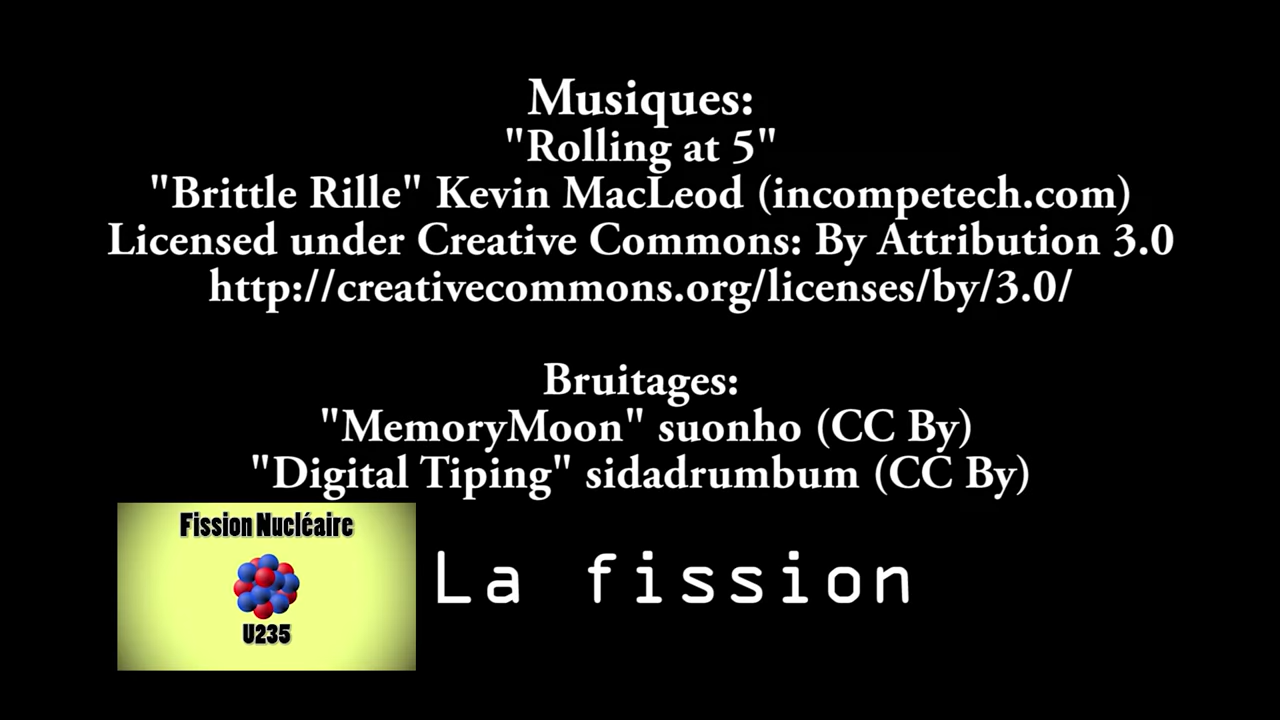 Musiques:
"Rolling at 5"
"Brittle Rille" Kevin MacLeod (incompetech.com)
Licensed under Creative Commons: By Attribution 3.0
http://creativecommons.org/licenses/by/3.0/
Bruitages:
"MemoryMoon" suonho (CC By)
"Digital Tiping" sidadrumbum (CC By)
Fission Nucléaire
U235
La fission